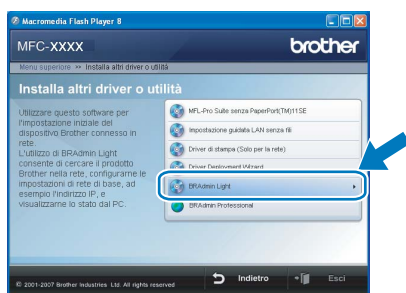 Macromedia Flash Player 8
MFC-XXXX
brother
Menu superiore >> Installa altri driver o utilità
Installa altri driver o utilità
Utilizzare questo software per
l'impostazione iniziale del
dispositivo Brother connesso in
rete.
L'utilizzo di BRAdmin Light
consente di cercare il prodotto
Brother nella rete, configurarne le
impostazioni di rete di base, ad
esempio l'indirizzo IP, e
visualizzarne lo stato dal PC.
MFL-Pro Suite senza PaperPort(TM)11SE
Impostazione guidata LAN senza fili
Driver di stampa (Solo per la rete)
Driver Deployment Wizard
BRAdmin Light
BRAdmin Professional
© 2001-2007 Brother Industries Ltd. All rights reserved
Indietro
Esci